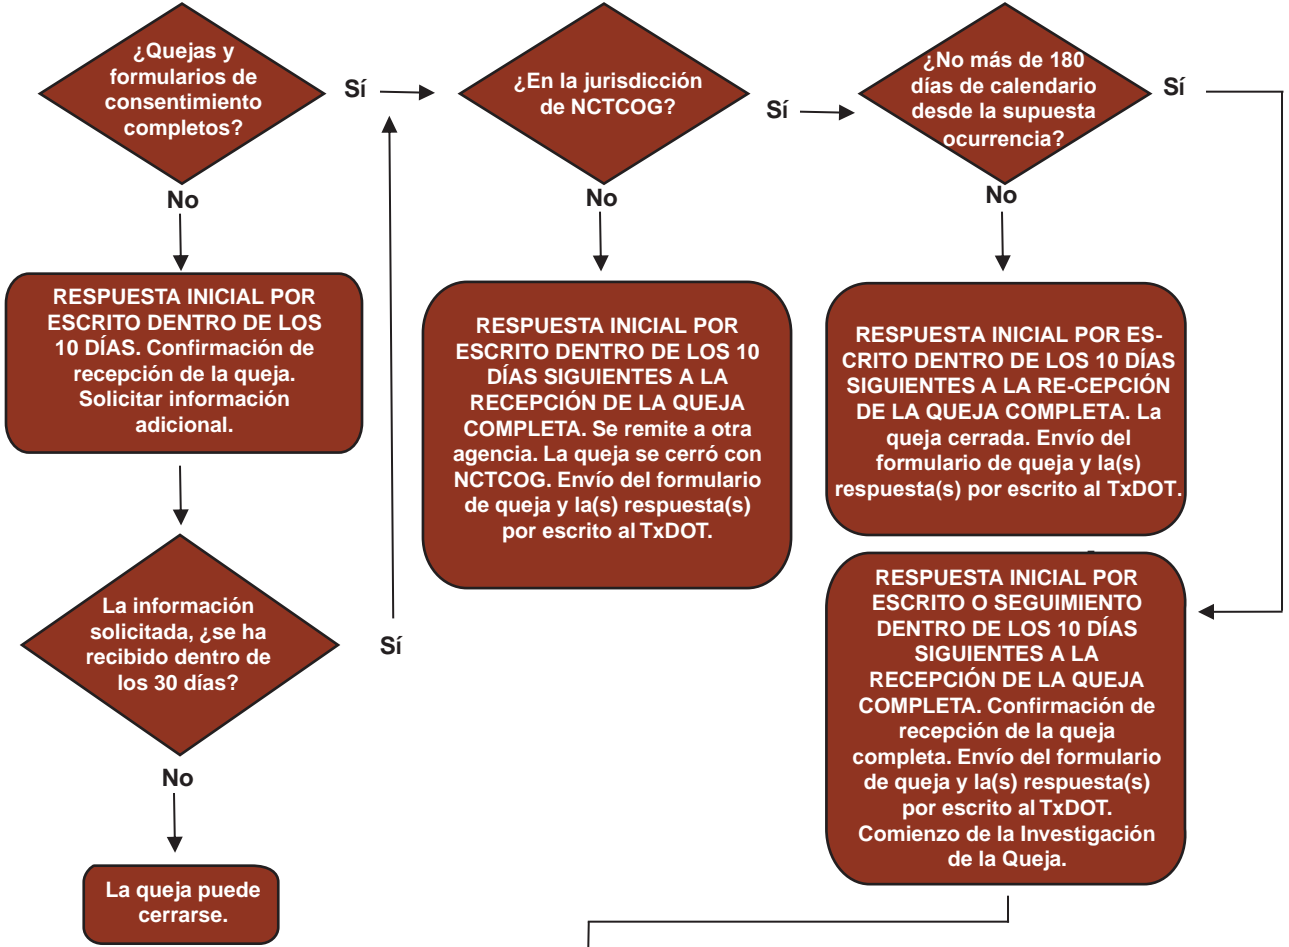 ¿Quejas y
formularios de
consentimiento
completos?
Sí
No
RESPUESTA INICIAL POR
ESCRITO DENTRO DE LOS
10 DÍAS. Confirmación de
recepción de la queja.
Solicitar información
adicional.
La información
solicitada, ¿se ha
recibido dentro de
los 30 días?
Sí
No
La queja puede
cerrarse.
¿En la jurisdicción
de NCTCOG?
Sí
No
RESPUESTA INICIAL POR
ESCRITO DENTRO DE LOS 10
DÍAS SIGUIENTES A LA
RECEPCIÓN DE LA QUEJA
COMPLETA. Se remite a otra
agencia. La queja se cerró con
NCTCOG. Envío del formulario
de queja y la(s) respuesta(s)
por escrito al TxDOT.
¿No más de 180
días de calendario
desde la supuesta
ocurrencia?
Sí
No
RESPUESTA INICIAL POR ES-
CRITO DENTRO DE LOS 10 DÍAS
SIGUIENTES A LA RE-CEPCIÓN
DE LA QUEJA COMPLETA. La
queja cerrada. Envío del
formulario de queja y la(s)
respuesta(s) por escrito al TxDOT.
RESPUESTA INICIAL POR
ESCRITO O SEGUIMIENTO
DENTRO DE LOS 10 DÍAS
SIGUIENTES A LA
RECEPCIÓN DE LA QUEJA
COMPLETA. Confirmación de
recepción de la queja
completa. Envío del formulario
de queja y la(s) respuesta(s)
por escrito al TxDOT.
Comienzo de la Investigación
de la Queja.